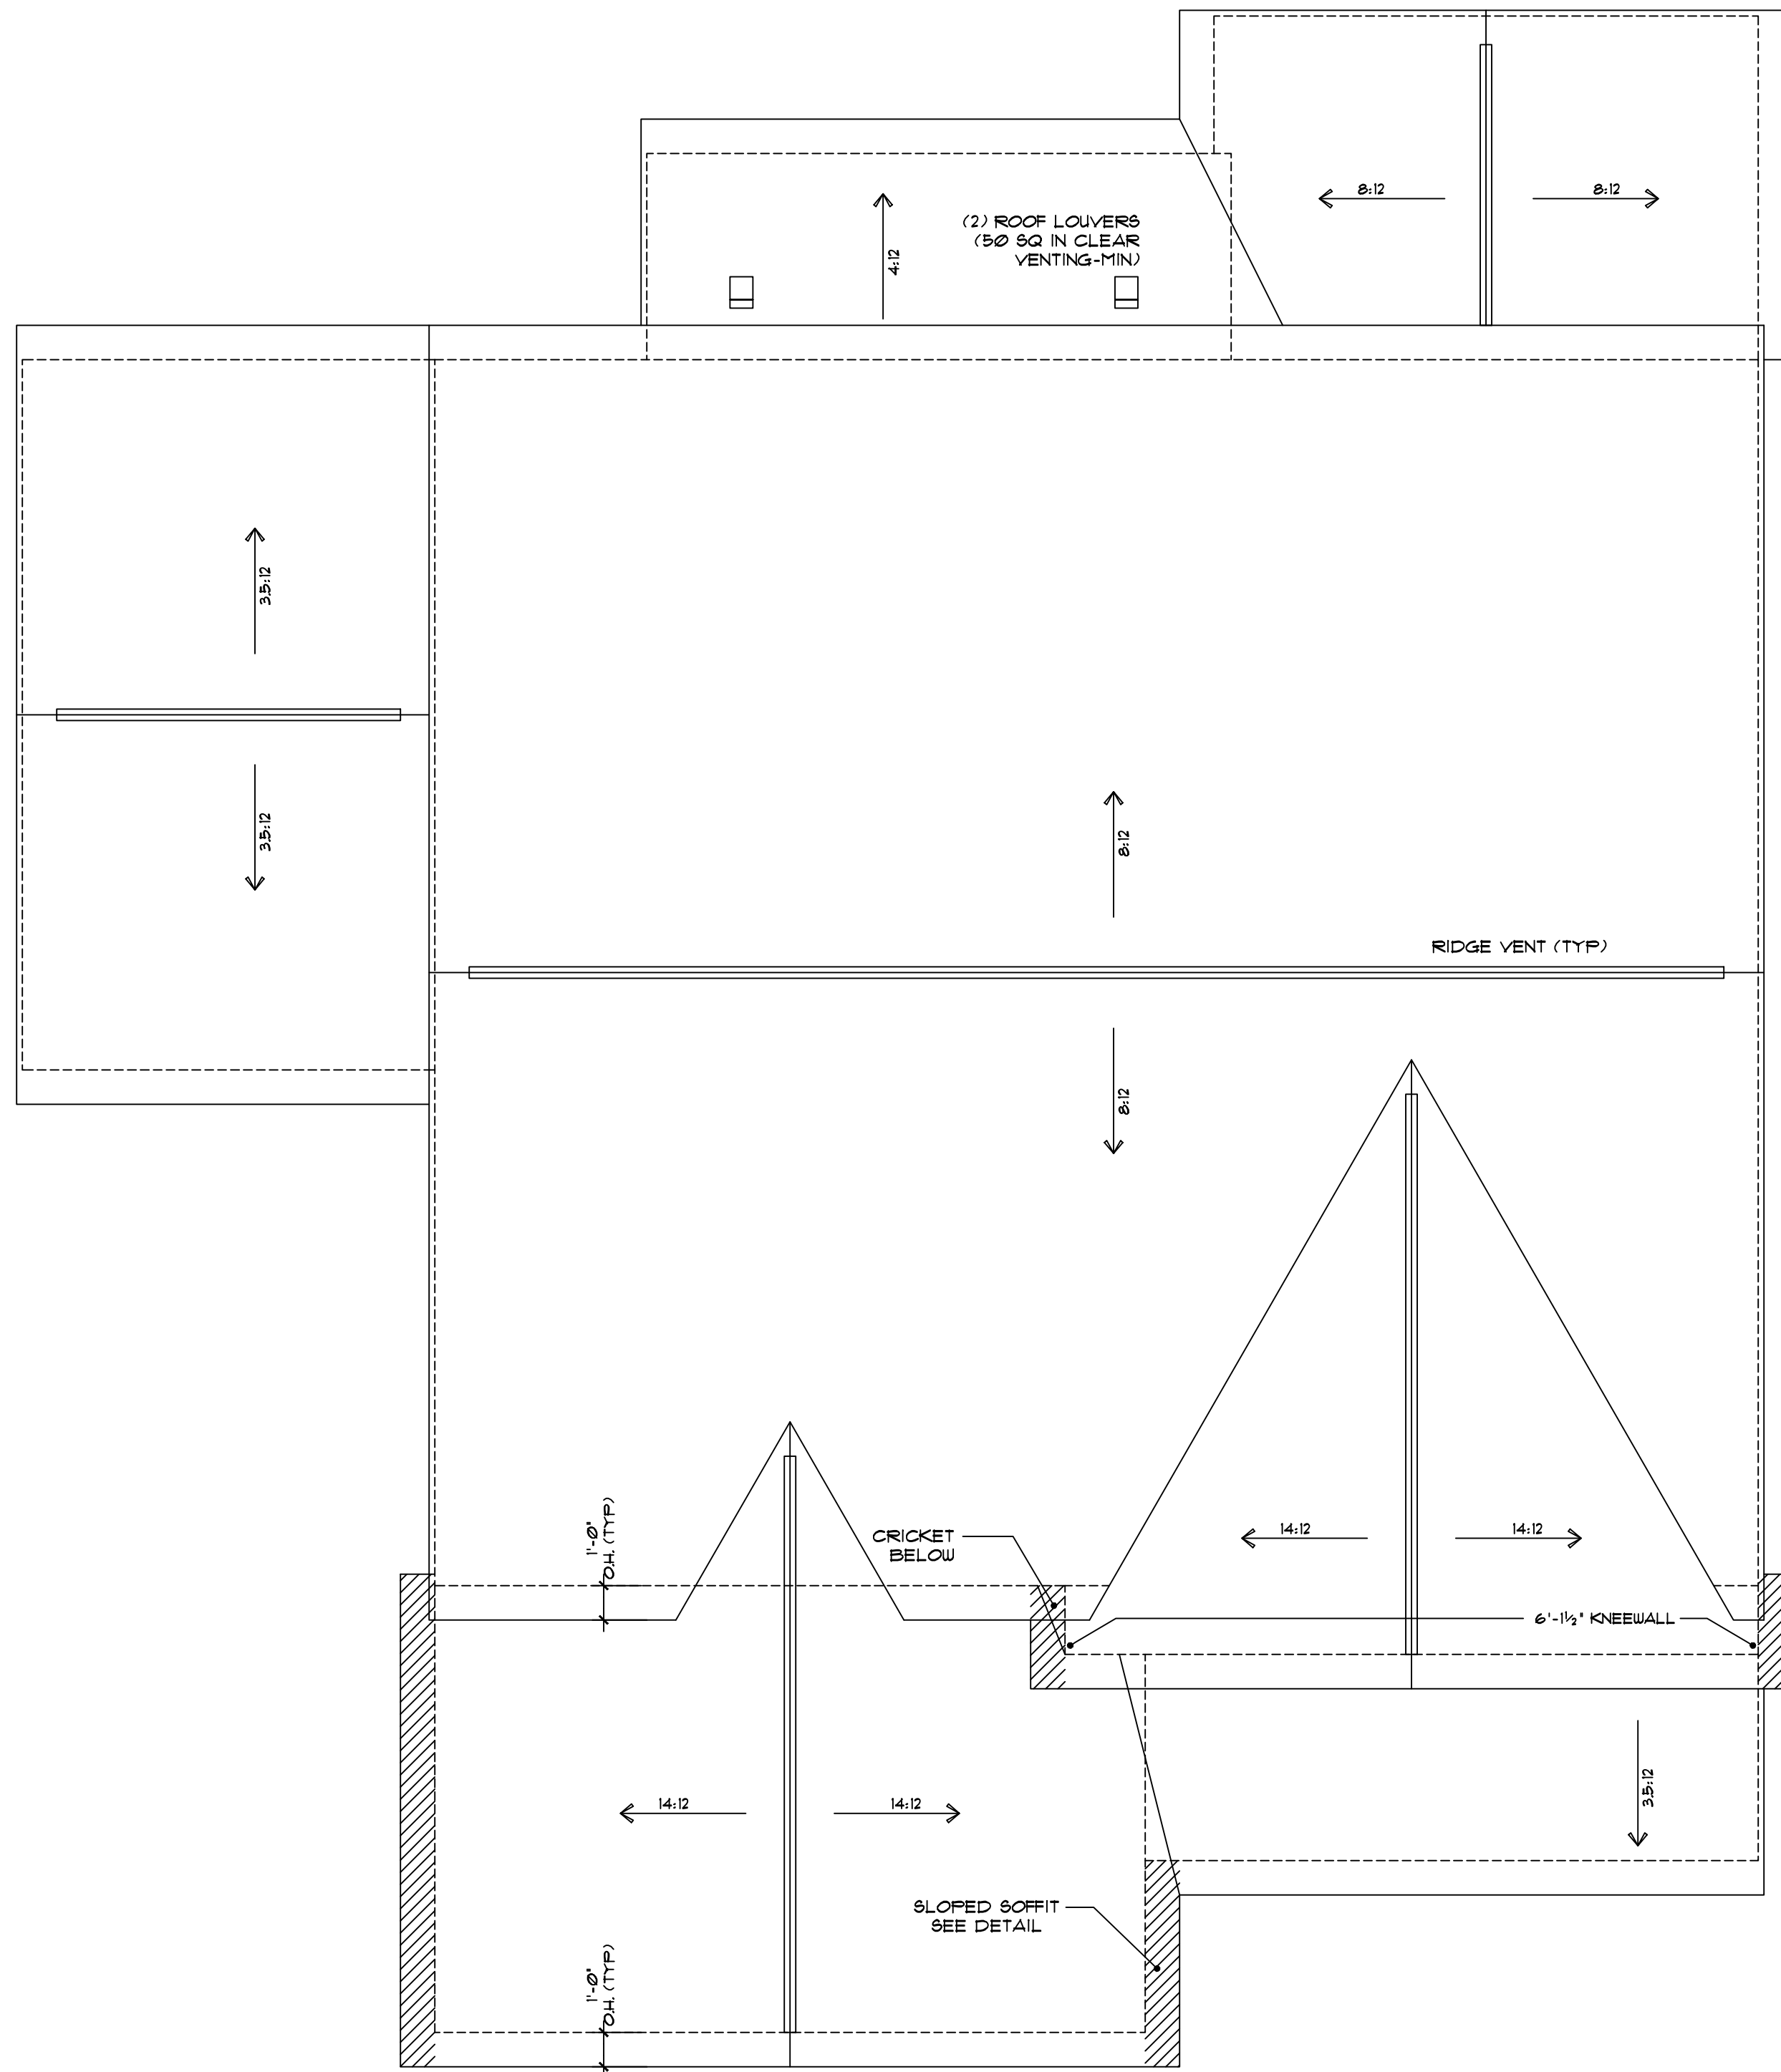 8:12
8:12
(2) ROOF LOUVERS
(50 SQ IN CLEAR
VENTING-MIN)
4:12
3.5:12
3.5:12
8:12
RIDGE VENT (TYP)
8:12
1'-0"
O.H. (TYP)
CRICKET
BELOW
14:12
14:12
6'-1½" KNEEWALL
14:12
14:12
3.5:12
SLOPED SOFFIT
SEE DETAIL
1'-0"
O.H. (TYP)